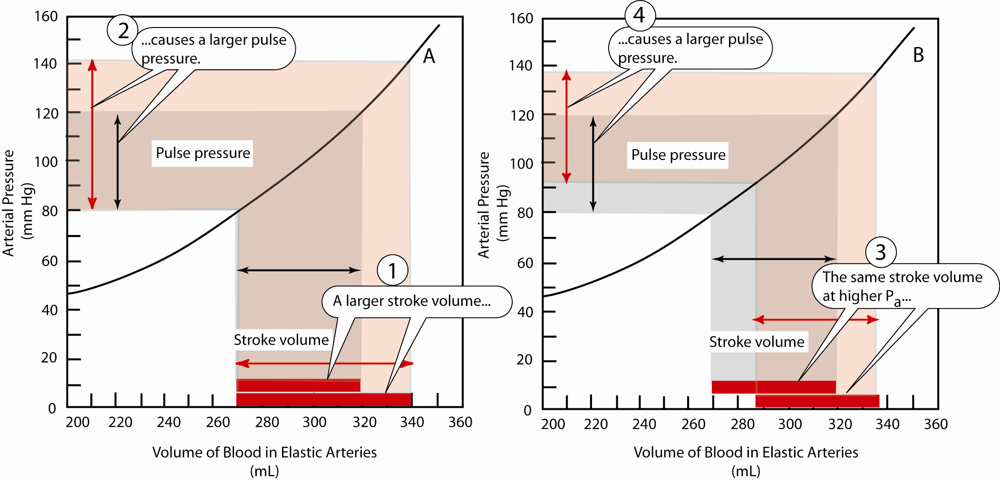 160
140
120
100
80
60
40
20
0
Arterial Pressure
(mm Hg)
2
...causes a larger pulse
pressure.
A
Pulse pressure
1
A larger stroke volume...
Stroke volume
200 220 240 260 280 300 320 340 360
Volume of Blood in Elastic Arteries
(mL)
160
140
120
100
80
60
40
20
0
Arterial Pressure
(mm Hg)
4
...causes a larger pulse
pressure.
B
Pulse pressure
3
The same stroke volume
at higher Pa...
Stroke volume
200 220 240 260 280 300 320 340 360
Volume of Blood in Elastic Arteries
(mL)